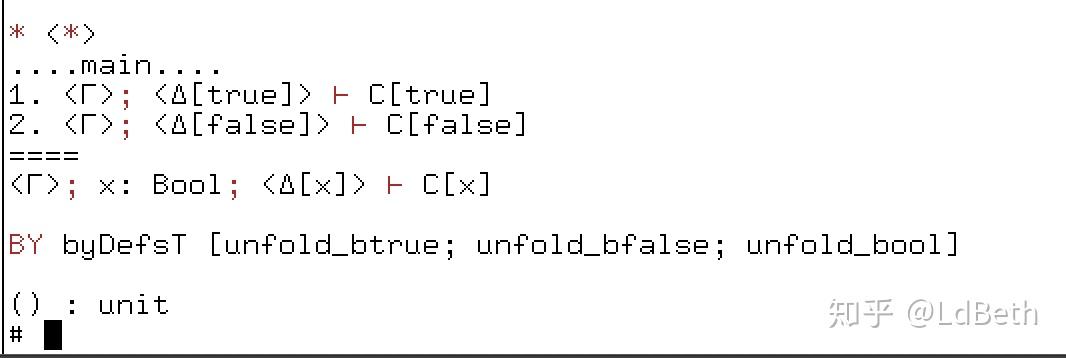 * <*>
....main....
1. <Γ>; <Δ[true]> ⊢ C[true]
2. <Γ>; <Δ[false]> ⊢ C[false]
====
<Γ>; x: Bool; <Δ[x]> ⊢ C[x]
BY byDefsT [unfold_btrue; unfold_bfalse; unfold_bool]
() : unit
#
知乎 @LdBeth